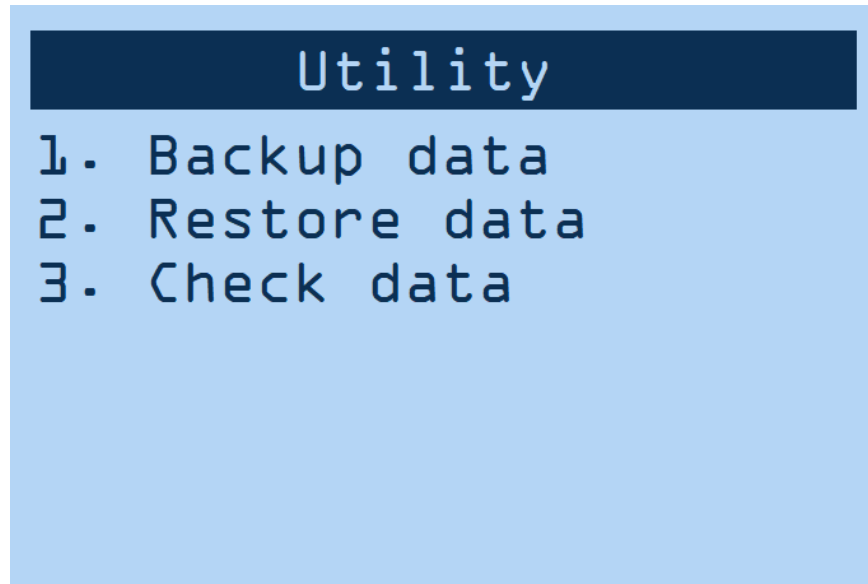 Utility
1. Backup data
2. Restore data
3. Check data